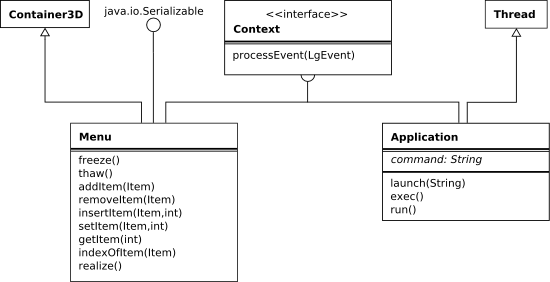 Container3D
java.io.Serializable
<<interface>>
Context
processEvent(LgEvent)
Thread
Menu
freeze()
thaw()
addItem(Item)
removeItem(Item)
insertItem(Item,int)
setItem(Item,int)
getItem(int)
indexOfItem(Item)
realize()
Application
command: String
launch(String)
exec()
run()